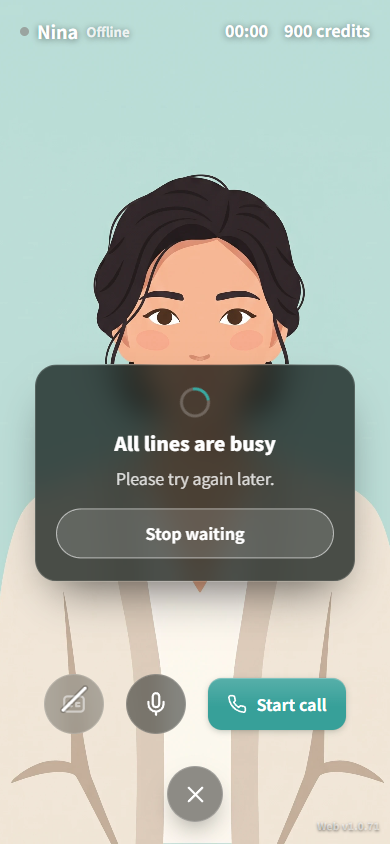 Nina Offline 00:00 900 credits
All lines are busy
Please try again later.
Stop waiting
CC
Start call
Web v1.0.71